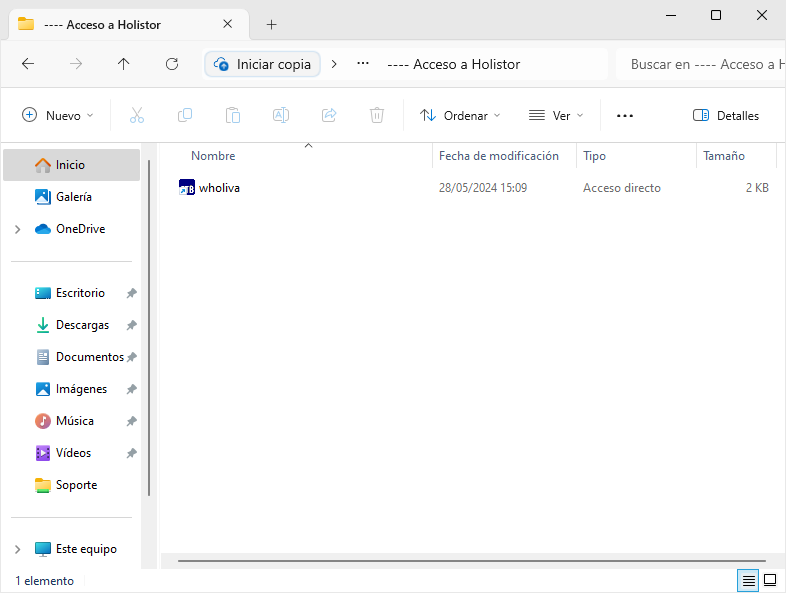 ---- Acceso a Holistor
Iniciar copia
---- Acceso a Holistor
Buscar en ---- Acceso a H
Nuevo
Ordenar
Ver
Detalles
Nombre
Fecha de modificación
Tipo
Tamaño
wholiva
28/05/2024 15:09
Acceso directo
2 KB
Inicio
Galería
OneDrive
Escritorio
Descargas
Documentos
Imágenes
Música
Vídeos
Soporte
Este equipo
1 elemento